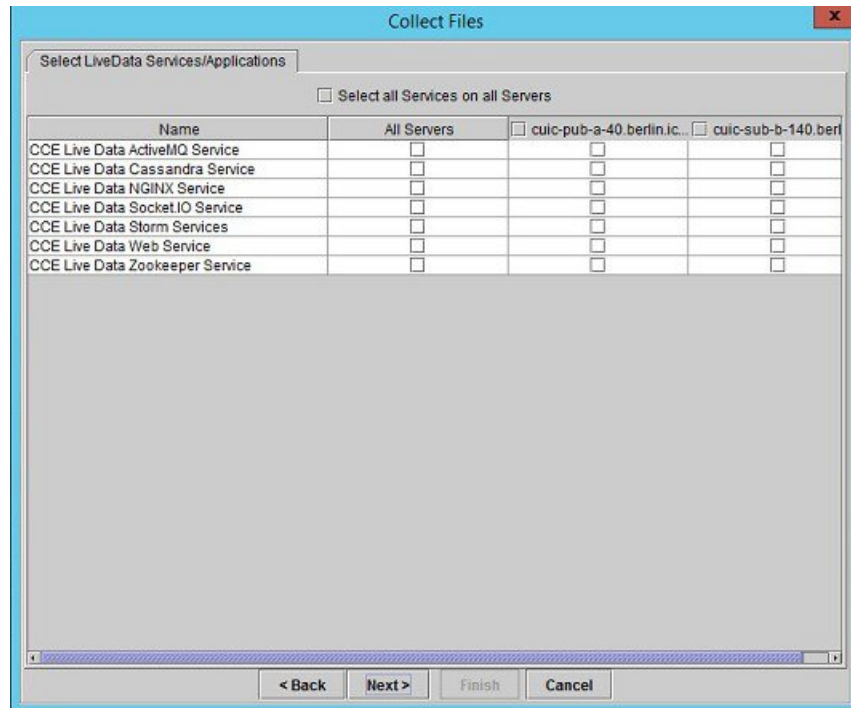 Collect Files
x
Select LiveData Services/Applications
Select all Services on all Servers
Name All Servers cuic-pub-a-40.berlin.ic... cuic-sub-b-140.berl
CCE Live Data ActiveMQ Service
CCE Live Data Cassandra Service
CCE Live Data NGINX Service
CCE Live Data Socket.IO Service
CCE Live Data Storm Services
CCE Live Data Web Service
CCE Live Data Zookeeper Service
< Back Next > Finish Cancel